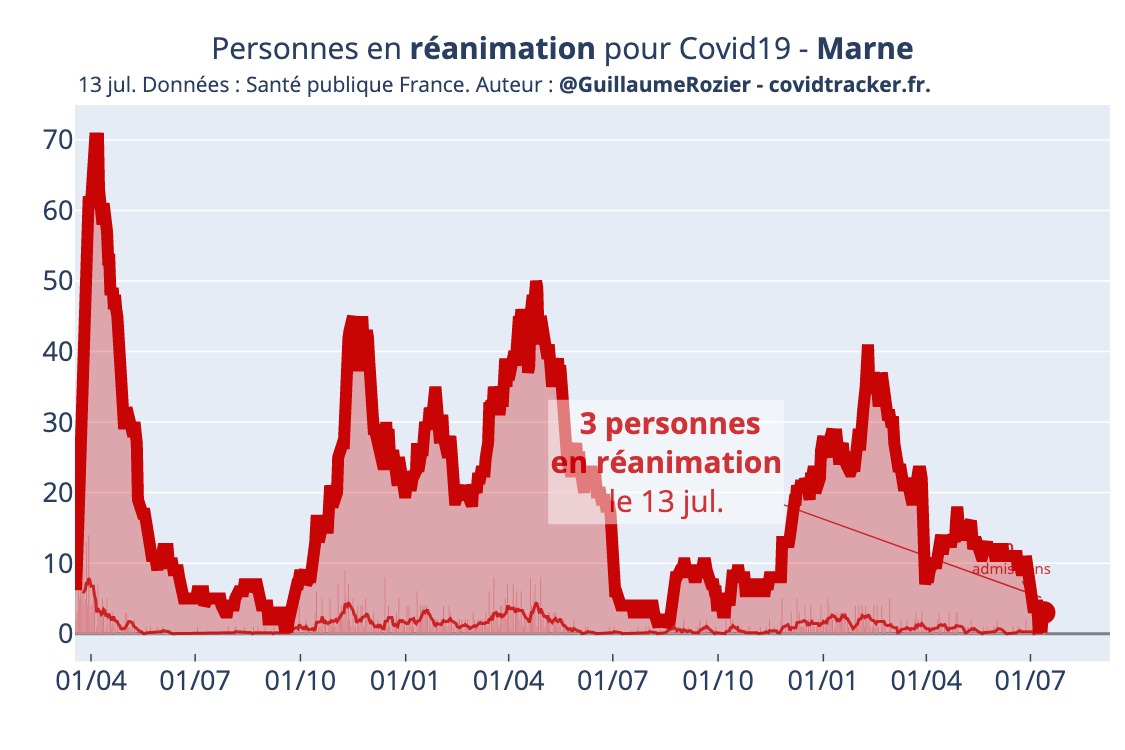 Personnes en réanimation pour Covid19 - Marne
13 jul. Données : Santé publique France. Auteur : @GuillaumeRozier - covidtracker.fr.
70
60
50
40
30
20
10
0
3 personnes
en réanimation
le 13 jul.
01/04 01/07 01/10 01/01 01/04 01/07 01/10 01/01 01/04 01/07